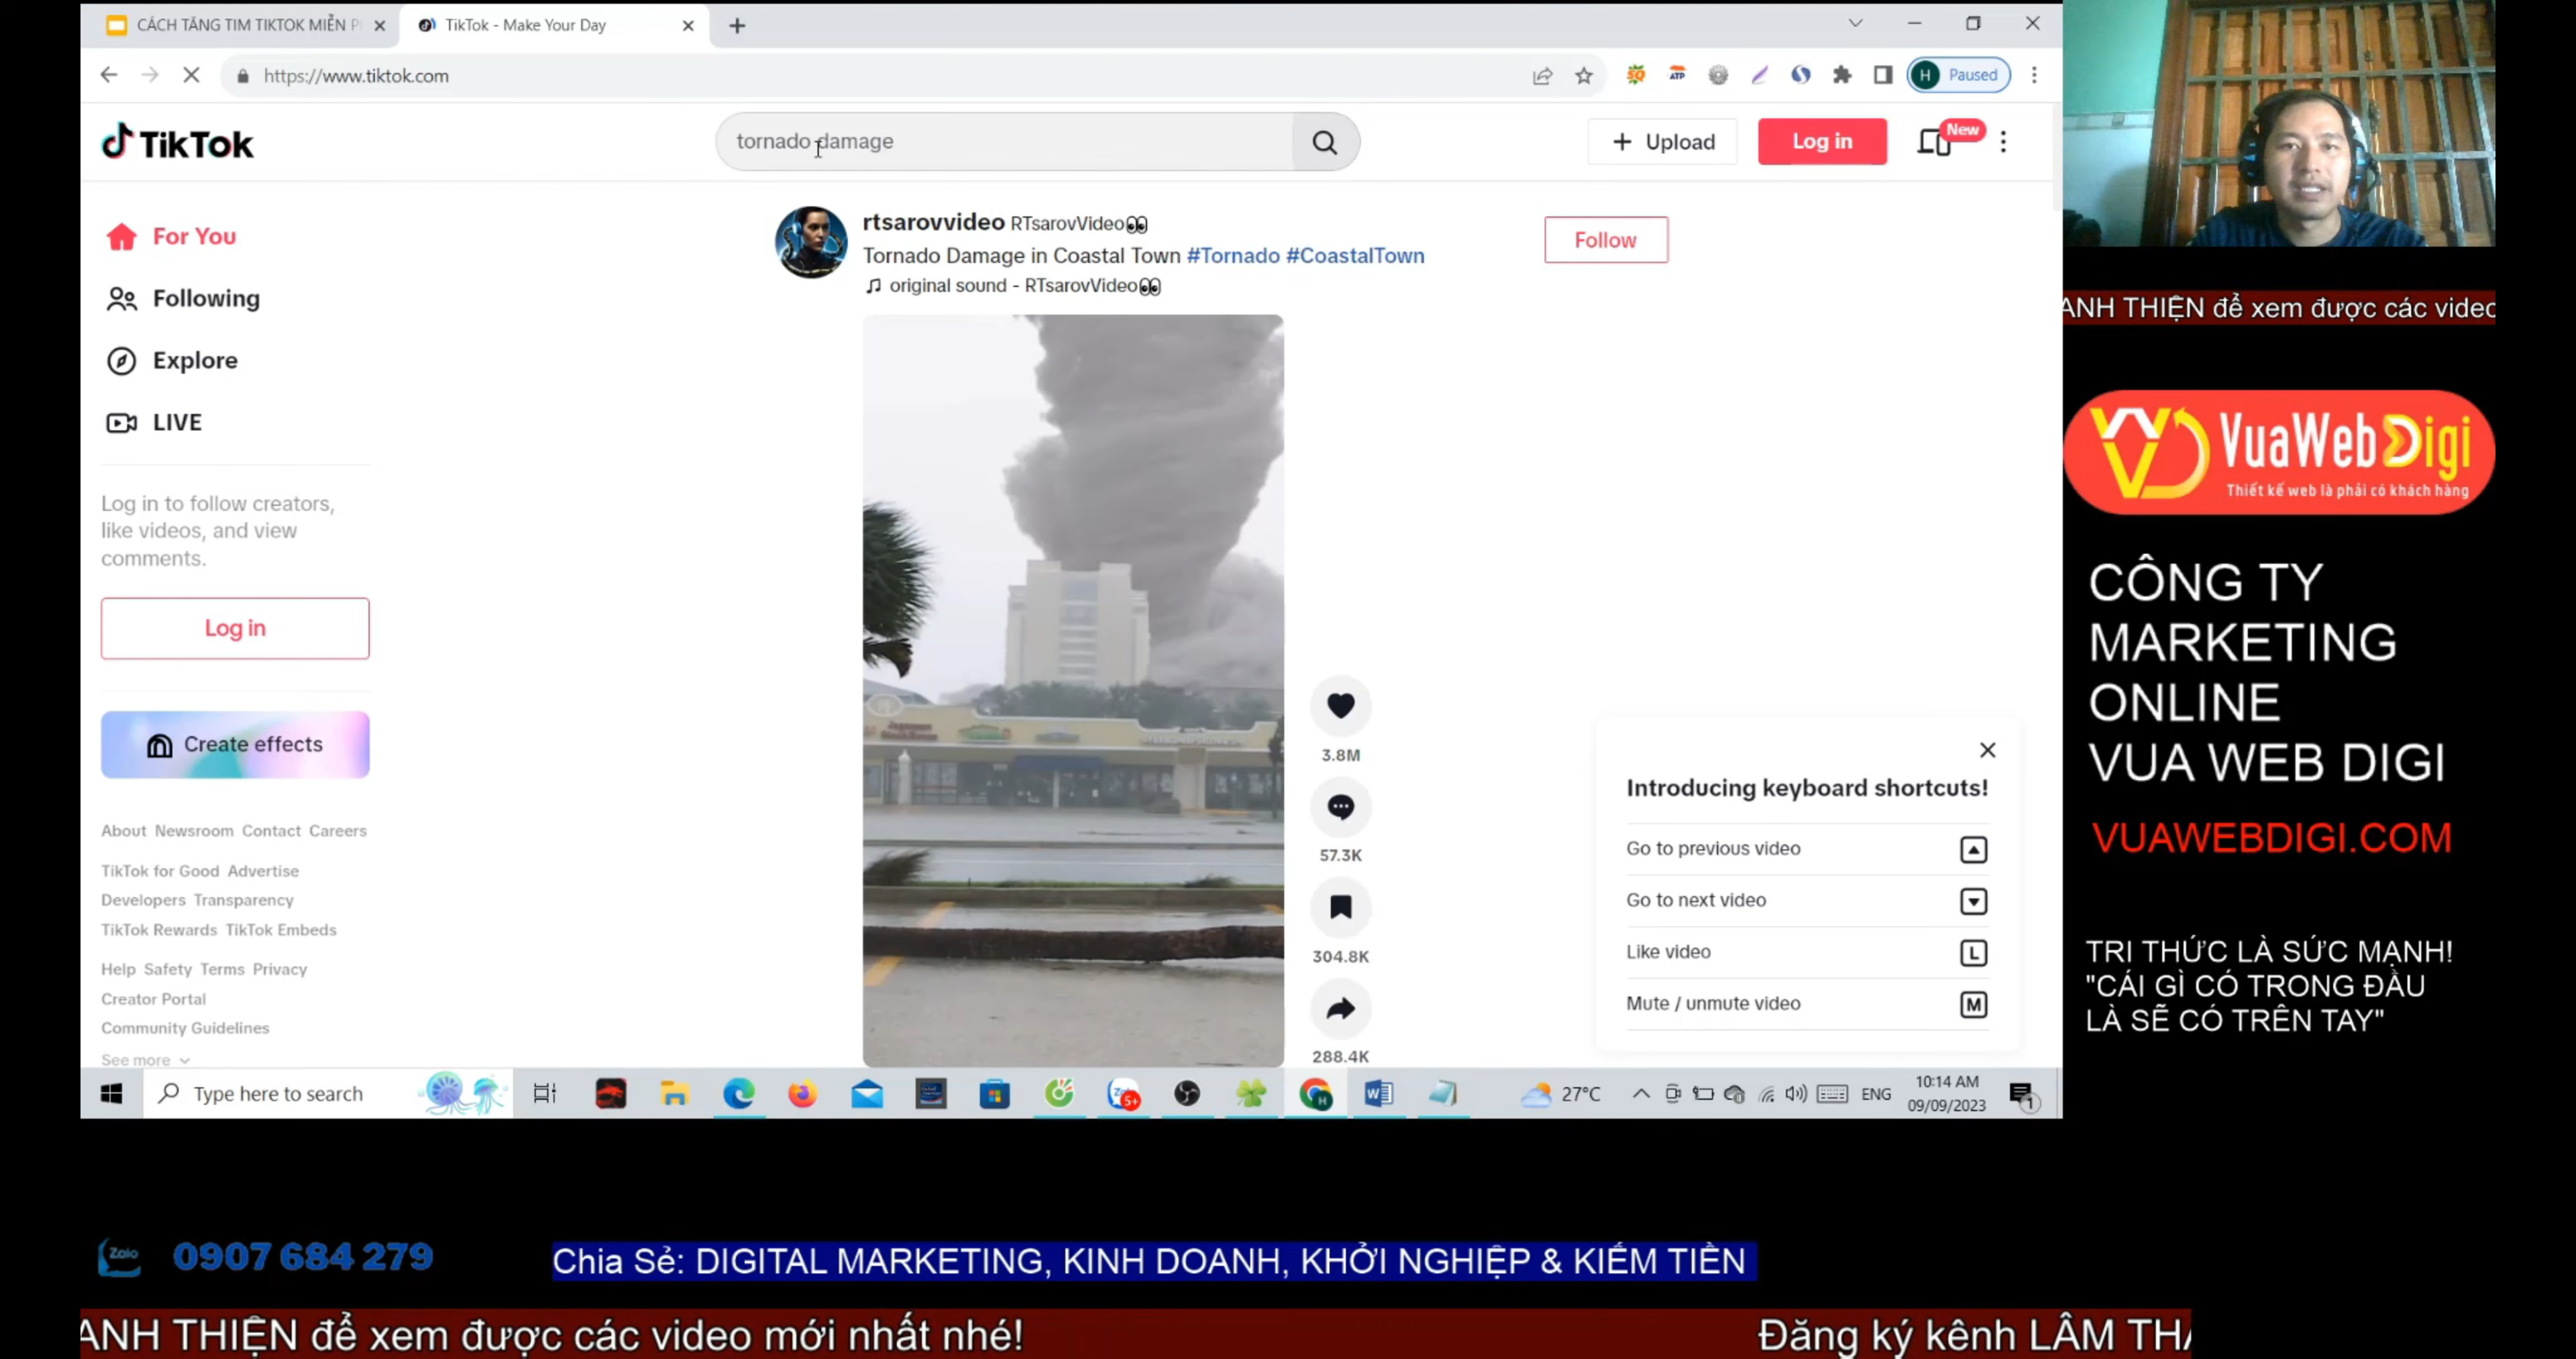 CÁCH TĂNG TIM TIKTOK MIỄN P
TikTok - Make Your Day
https://www.tiktok.com
ATP
H Paused
TikTok
tornado damage
+ Upload
Log in
New
For You
Following
Explore
LIVE
Log in to follow creators,
like videos, and view
comments.
Log in
Create effects
About Newsroom Contact Careers
TikTok for Good Advertise
Developers Transparency
TikTok Rewards TikTok Embeds
Help Safety Terms Privacy
Creator Portal
Community Guidelines
See more
rtsarovvideo RTsarovVideo👀
Tornado Damage in Coastal Town #Tornado #CoastalTown
original sound - RTsarovVideo👀
Follow
3.8M
57.3K
304.8K
288.4K
Introducing keyboard shortcuts!
Go to previous video
Go to next video
Like video L
Mute / unmute video M
Type here to search
5+
27°C
ENG
10:14 AM
09/09/2023
1
ANH THIỆN để xem được các video
VuaWebDigi
Thiết kế web là phải có khách hàng
CÔNG TY
MARKETING
ONLINE
VUA WEB DIGI
VUAWEBDIGI.COM
TRI THỨC LÀ SỨC MẠNH!
"CÁI GÌ CÓ TRONG ĐẦU
LÀ SẼ CÓ TRÊN TAY"
Zalo 0907 684 279
Chia Sẻ: DIGITAL MARKETING, KINH DOANH, KHỞI NGHIỆP & KIẾM TIỀN
ANH THIỆN để xem được các video mới nhất nhé!
Đăng ký kênh LÂM THA